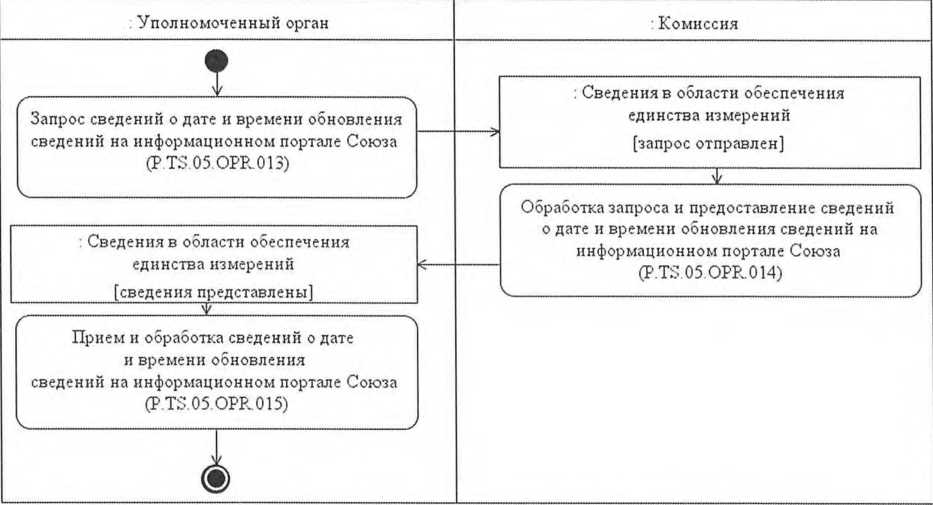 : Уполномоченный орган
: Комиссия
Запрос сведений о дате и времени обновления
сведений на информационном портале Союза
(P.TS.05.OPR.013)
: Сведения в области обеспечения
единства измерений
[запрос отправлен]
Обработка запроса и предоставление сведений
о дате и времени обновления сведений на
информационном портале Союза
(P.TS.05.OPR.014)
: Сведения в области обеспечения
единства измерений
[сведения представлены]
Прием и обработка сведений о дате
и времени обновления
сведений на информационном портале Союза
(P.TS.05.OPR.015)